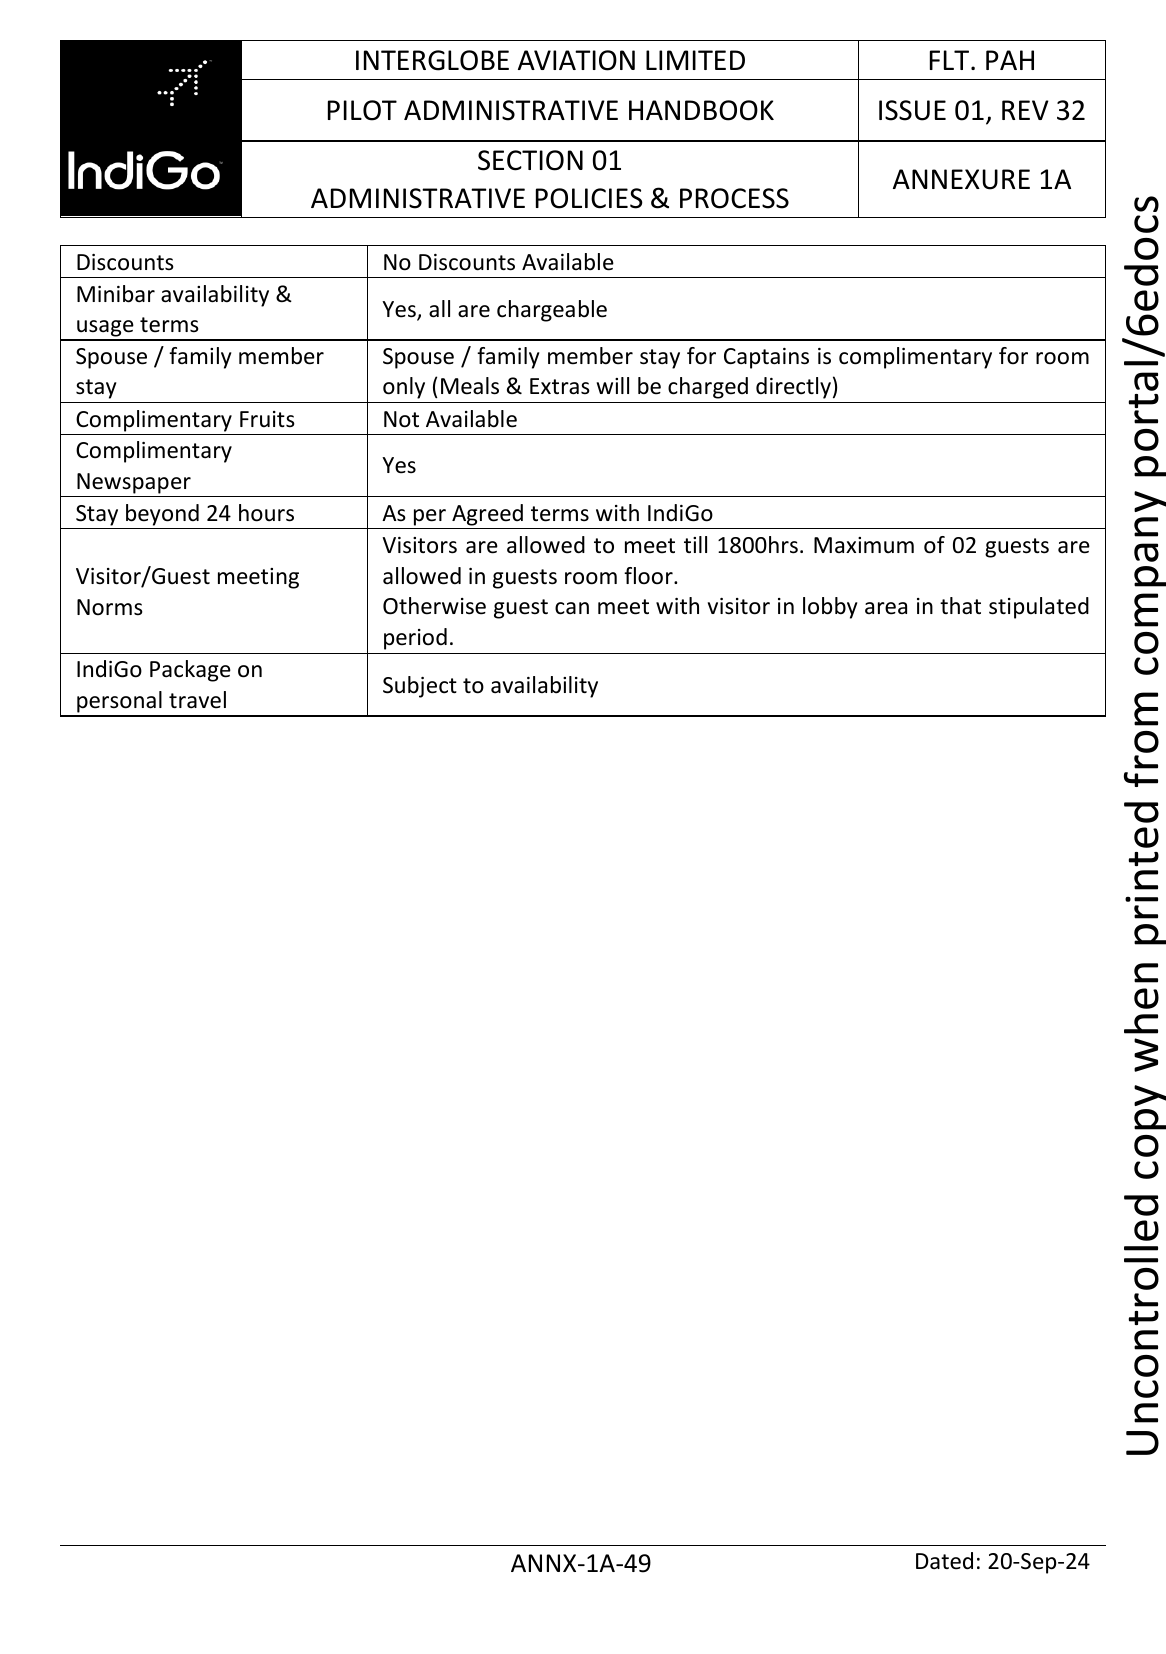 IndiGo
INTERGLOBE AVIATION LIMITED
FLT. PAH
PILOT ADMINISTRATIVE HANDBOOK
ISSUE 01, REV 32
SECTION 01
ADMINISTRATIVE POLICIES & PROCESS
ANNEXURE 1A
Discounts
No Discounts Available
Minibar availability &
usage terms
Yes, all are chargeable
Spouse / family member
stay
Spouse / family member stay for Captains is complimentary for room
only (Meals & Extras will be charged directly)
Complimentary Fruits
Not Available
Complimentary
Newspaper
Yes
Stay beyond 24 hours
As per Agreed terms with IndiGo
Visitor/Guest meeting
Norms
Visitors are allowed to meet till 1800hrs. Maximum of 02 guests are
allowed in guests room floor.
Otherwise guest can meet with visitor in lobby area in that stipulated
period.
IndiGo Package on
personal travel
Subject to availability
Uncontrolled copy when printed from company portal/6edocs
ANNX-1A-49
Dated: 20-Sep-24